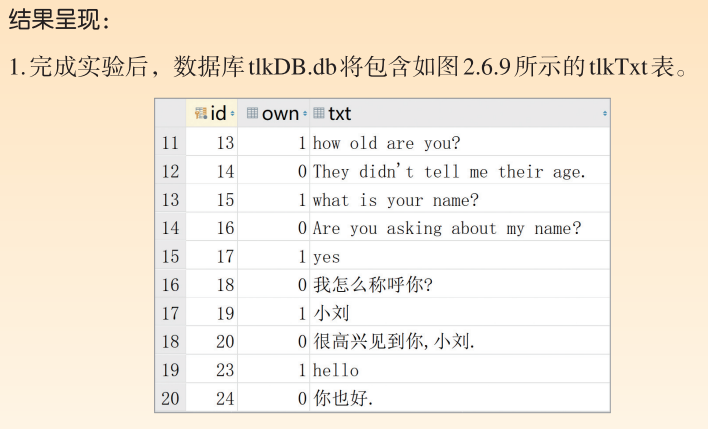 结果呈现：
1.完成实验后，数据库tlkDB.db将包含如图2.6.9所示的tlkTxt表。
id own txt
11 13 1 how old are you?
12 14 0 They didn't tell me their age.
13 15 1 what is your name?
14 16 0 Are you asking about my name?
15 17 1 yes
16 18 0 我怎么称呼你?
17 19 1 小刘
18 20 0 很高兴见到你,小刘.
19 23 1 hello
20 24 0 你也好.